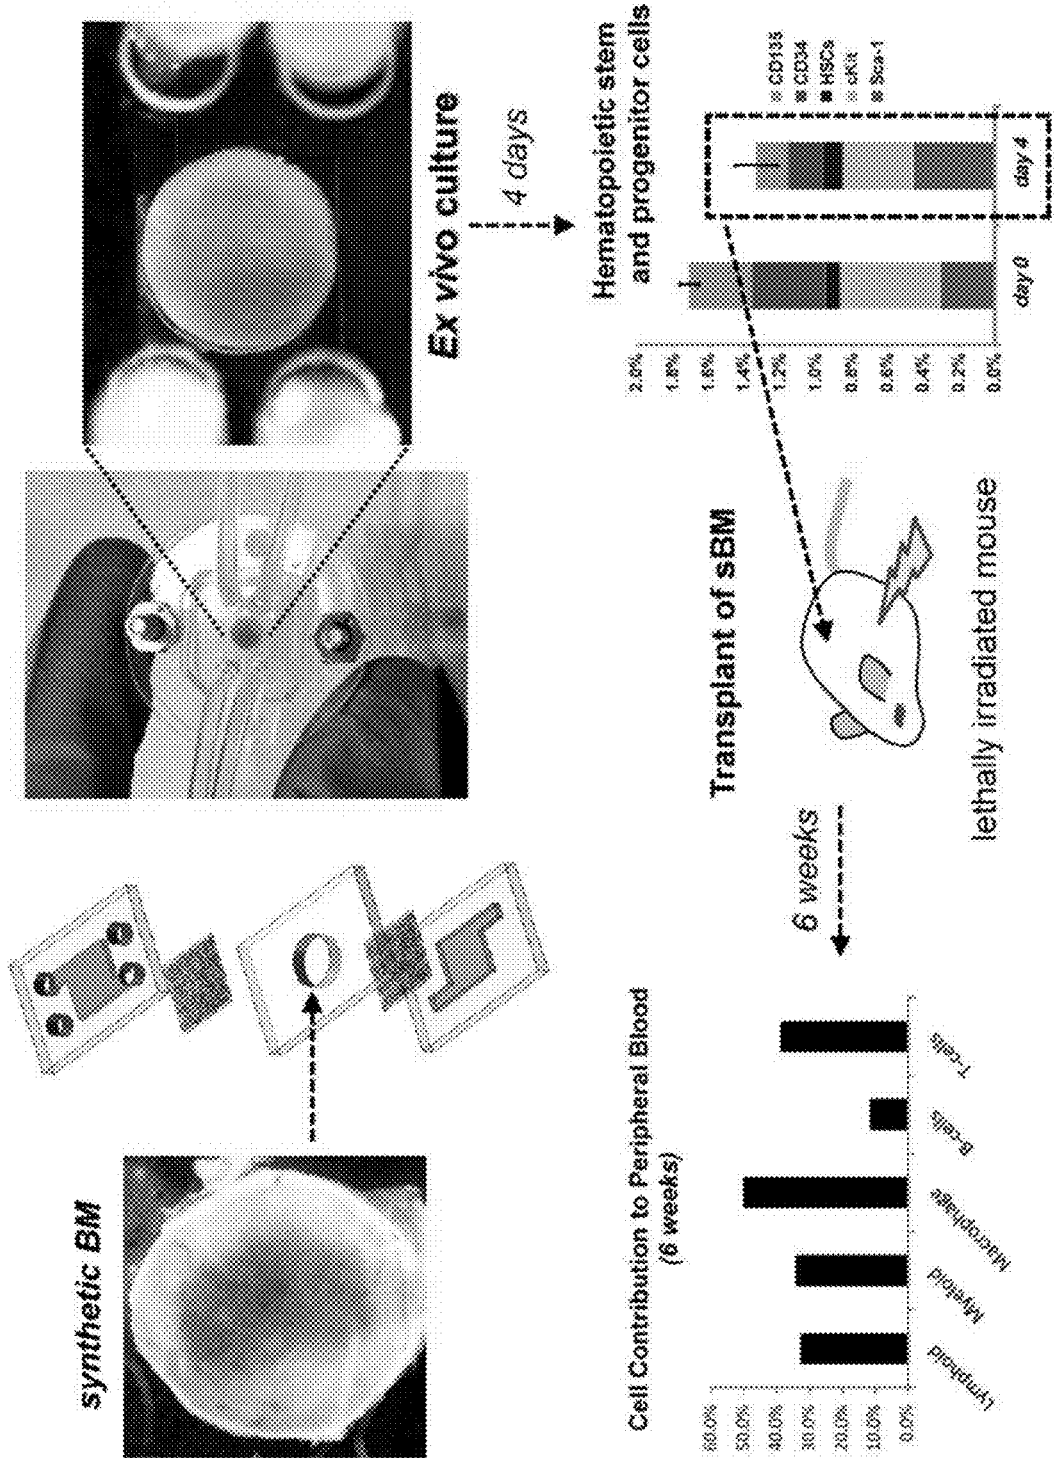 synthetic BM
Ex vivo culture
4 days
Hematopoietic stem
and progenitor cells
2.0%
1.8%
1.6%
1.4%
1.2%
1.0%
0.8%
0.6%
0.4%
0.2%
0.0%
day 0
day 4
CD135
CD34
HSCs
cKit
Sca-1
Transplant of sBM
lethally irradiated mouse
6 weeks
Cell Contribution to Peripheral Blood
(6 weeks)
60.0%
50.0%
40.0%
30.0%
20.0%
10.0%
0.0%
Lymphoid
Myeloid
Macrophage
B-cells
T-cells